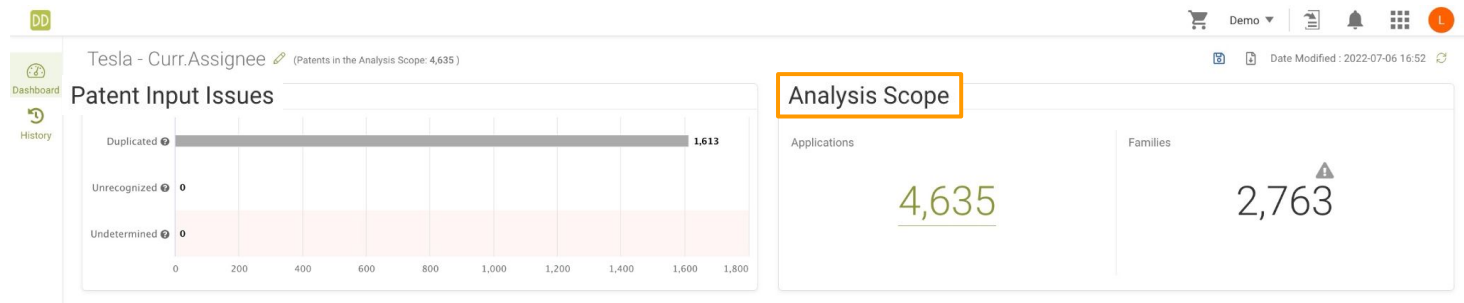 DD
Demo ▼
L
Tesla - Curr.Assignee (Patents in the Analysis Scope: 4,635 )
Date Modified : 2022-07-06 16:52
Dashboard
History
Patent Input Issues
Duplicated ? 1,613
Unrecognized ? 0
Undetermined ? 0
0 200 400 600 800 1,000 1,200 1,400 1,600 1,800
Analysis Scope
Applications
4,635
Families
2,763